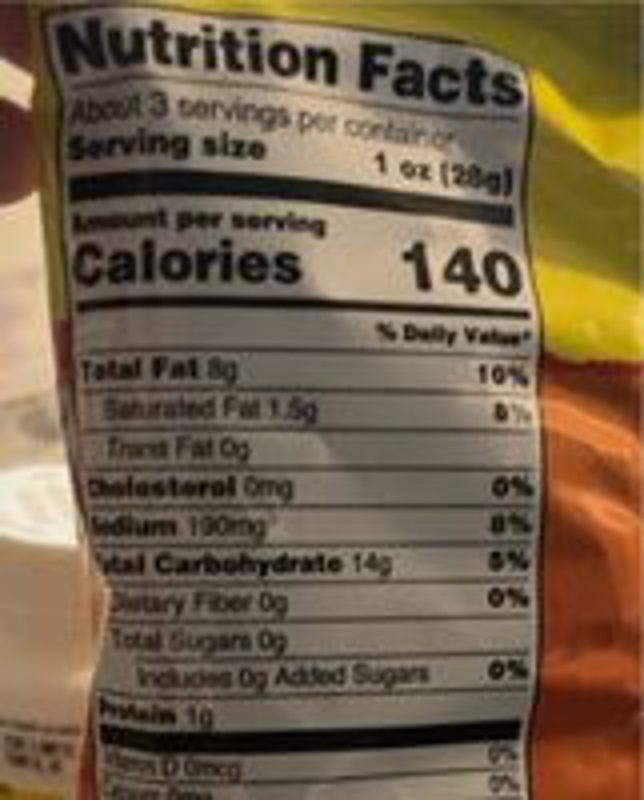 Nutrition Facts
About 3 servings per container
Serving size 1 oz (28g)
Amount per serving
Calories 140
% Daily Value*
Total Fat 8g 10%
Saturated Fat 1.5g 8%
Trans Fat 0g
Cholesterol 0mg 0%
Sodium 190mg 8%
Total Carbohydrate 14g 5%
Dietary Fiber 0g 0%
Total Sugars 0g
Includes 0g Added Sugars 0%
Protein 1g
Vitamin D 0mcg 0%
0mg 0%